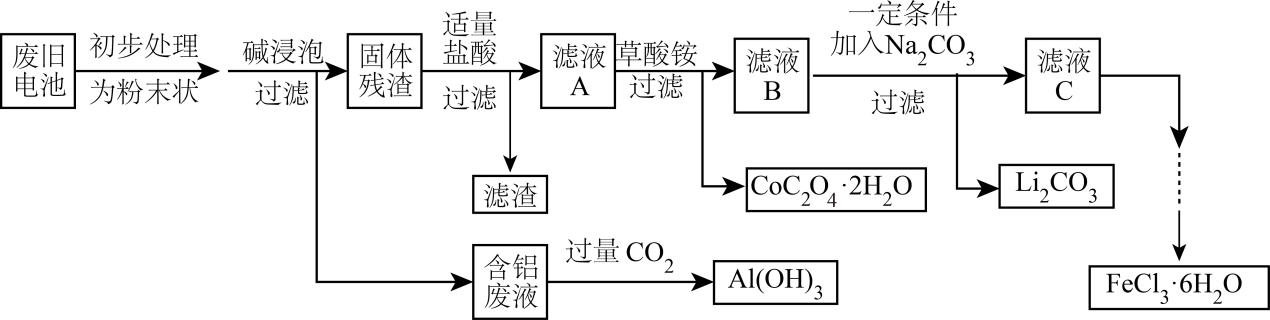 废旧
电池
初步处理
为粉末状
碱浸泡
过滤
固体
残渣
适量
盐酸
过滤
滤液
A
草酸铵
过滤
滤液
B
一定条件
加入Na₂CO₃
过滤
滤液
C
滤渣
CoC₂O₄·2H₂O
Li₂CO₃
含铝
废液
过量 CO₂
Al(OH)₃
FeCl₃·6H₂O